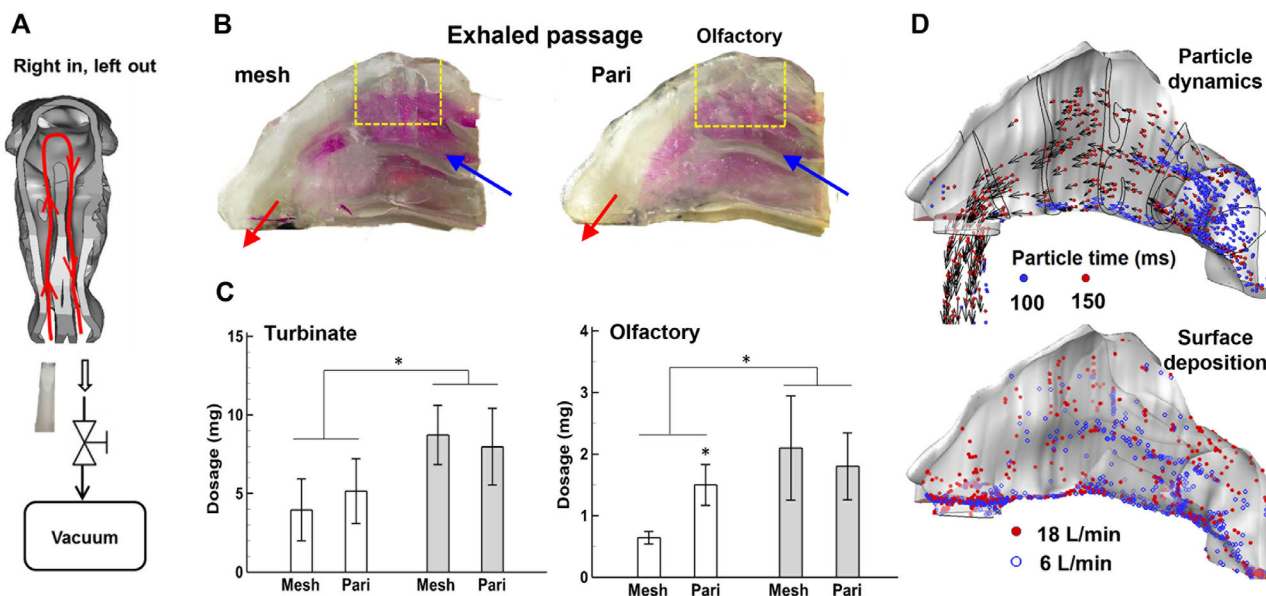 A
Right in, left out
Vacuum
B
Exhaled passage
mesh
Pari
Olfactory
C
Turbinate
Dosage (mg)
15
10
5
0
*
Mesh
Pari
Mesh
Pari
Olfactory
Dosage (mg)
4
3
2
1
0
*
*
Mesh
Pari
Mesh
Pari
D
Particle
dynamics
Particle time (ms)
100
150
Surface
deposition
18 L/min
6 L/min